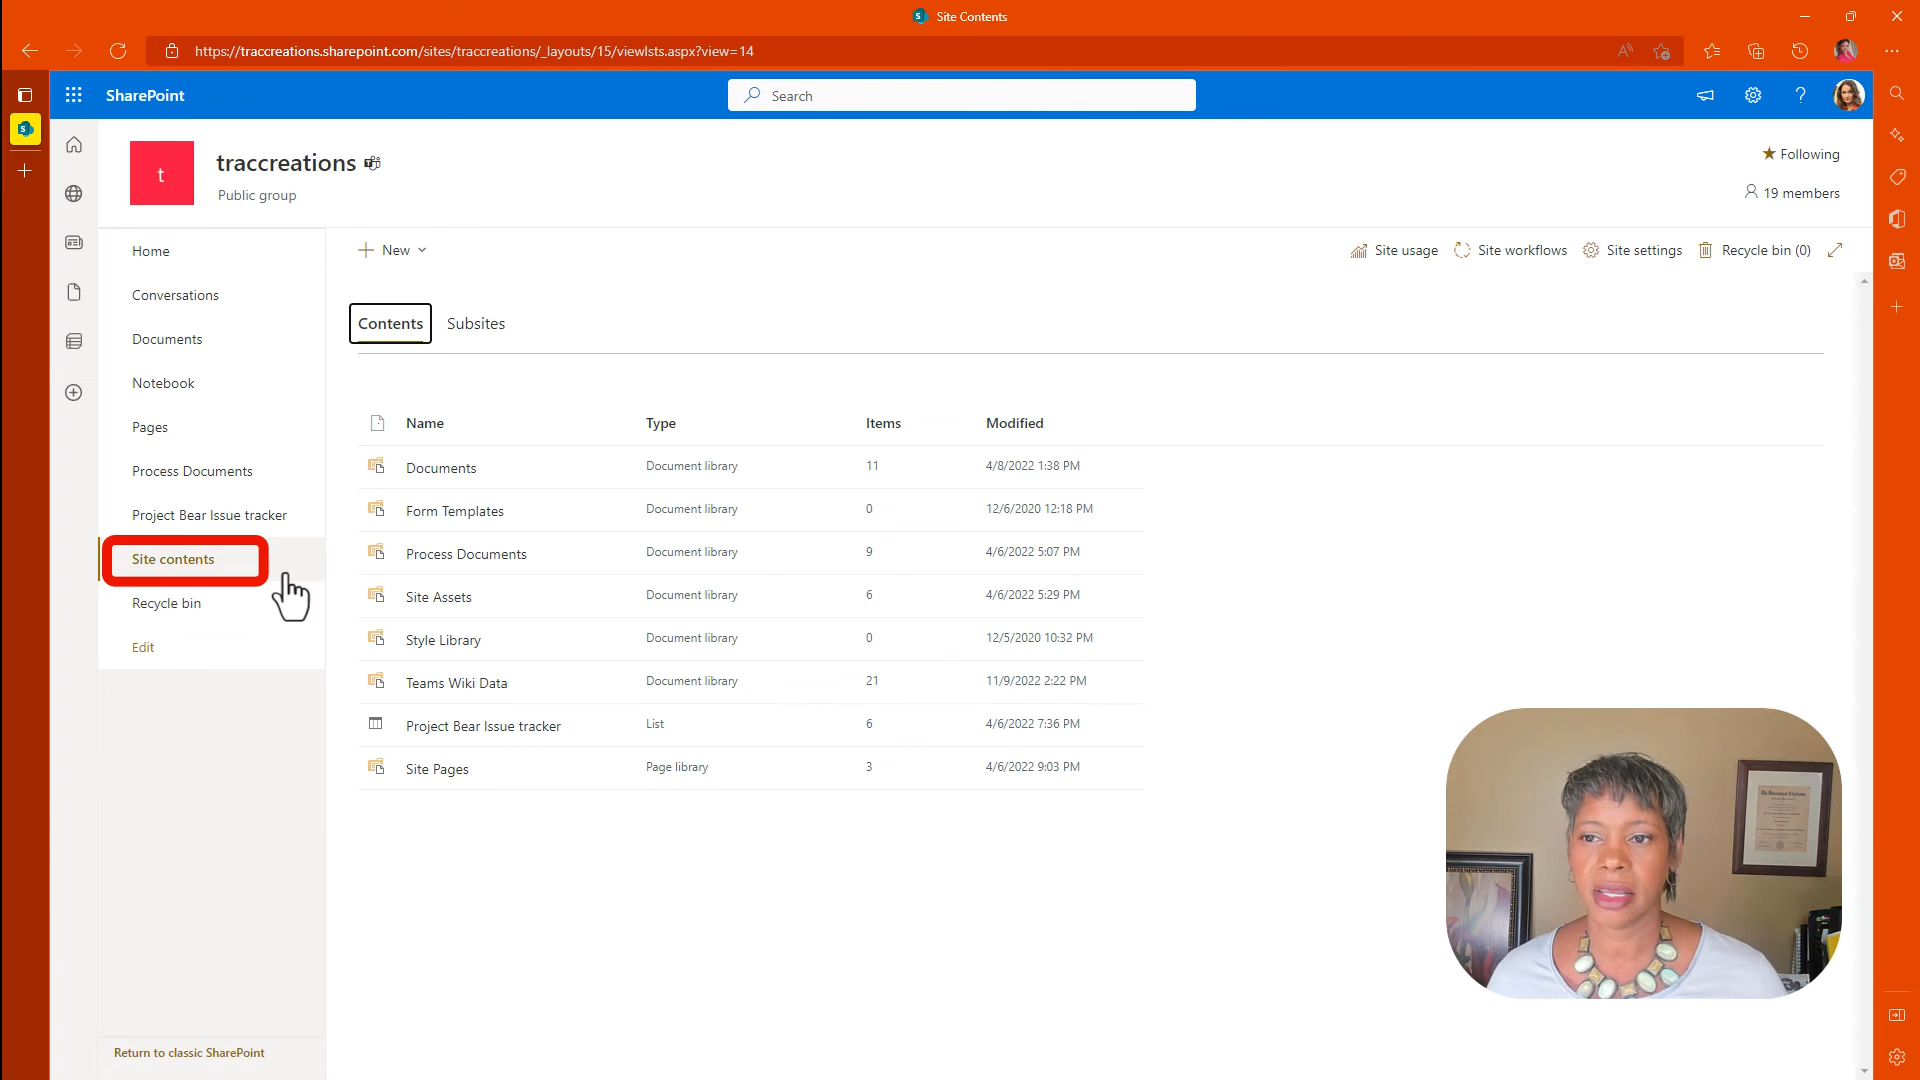 Site Contents
https://traccreations.sharepoint.com/sites/traccreations/_layouts/15/viewlsts.aspx?view=14
SharePoint
Search
t
traccreations
Public group
Following
19 members
Home
Conversations
Documents
Notebook
Pages
Process Documents
Project Bear Issue tracker
Site contents
Recycle bin
Edit
Return to classic SharePoint
New
Site usage
Site workflows
Site settings
Recycle bin (0)
Contents
Subsites
Name Type Items Modified
Documents Document library 11 4/8/2022 1:38 PM
Form Templates Document library 0 12/6/2020 12:18 PM
Process Documents Document library 9 4/6/2022 5:07 PM
Site Assets Document library 6 4/6/2022 5:29 PM
Style Library Document library 0 12/5/2020 10:32 PM
Teams Wiki Data Document library 21 11/9/2022 2:22 PM
Project Bear Issue tracker List 6 4/6/2022 7:36 PM
Site Pages Page library 3 4/6/2022 9:03 PM